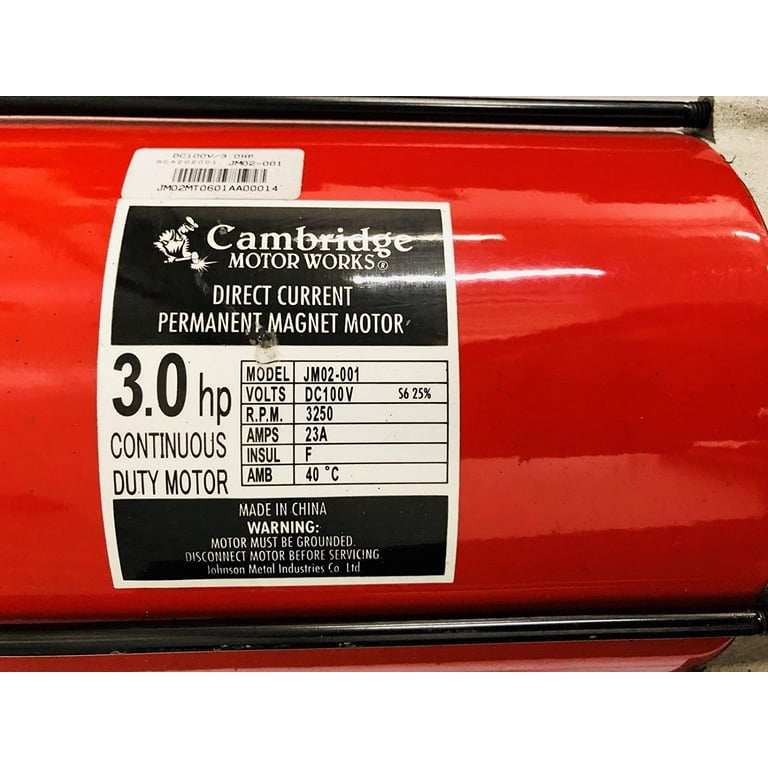 DC100V/3.0HP
JM02-001
JM02MT0601AA00014
Cambridge
MOTOR WORKS®
DIRECT CURRENT
PERMANENT MAGNET MOTOR
3.0 hp
CONTINUOUS
DUTY MOTOR
MODEL JM02-001
VOLTS DC100V S6 25%
R.P.M. 3250
AMPS 23A
INSUL F
AMB 40 °C
MADE IN CHINA
WARNING:
MOTOR MUST BE GROUNDED.
DISCONNECT MOTOR BEFORE SERVICING
Johnson Metal Industries Co Ltd